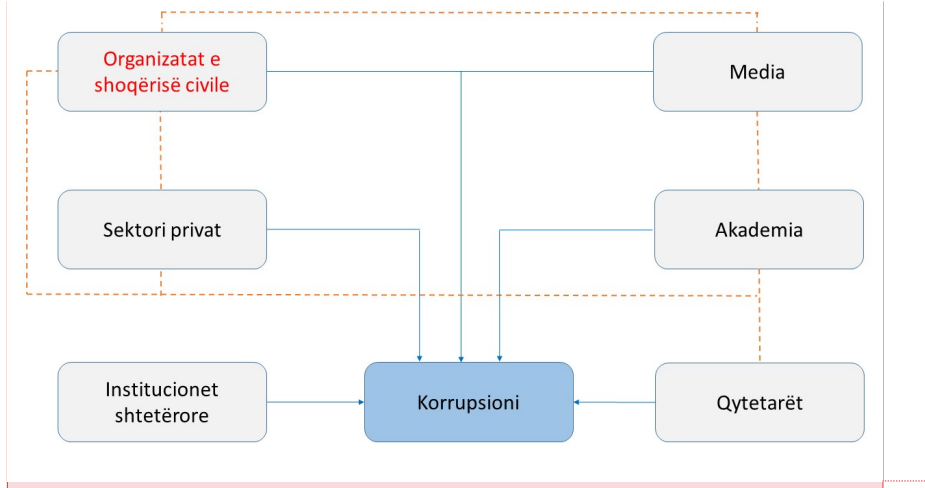 Organizatat e
shoqërisë civile
Media
Sektori privat
Akademia
Institucionet
shtetërore
Korrupsioni
Qytetarët